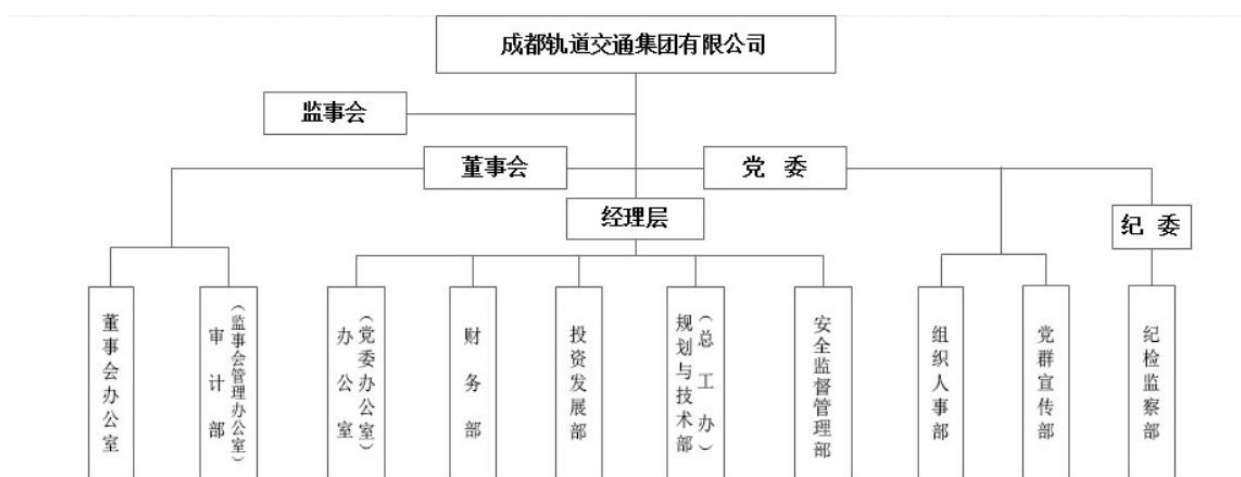 成都轨道交通集团有限公司
监事会
董事会
党 委
经理层
纪 委
董事会办公室
审计部
（监事会管理办公室）
办公室
（党委办公室）
财务部
投资发展部
规划与技术部
（总工办）
安全监督管理部
组织人事部
党群宣传部
纪检监察部